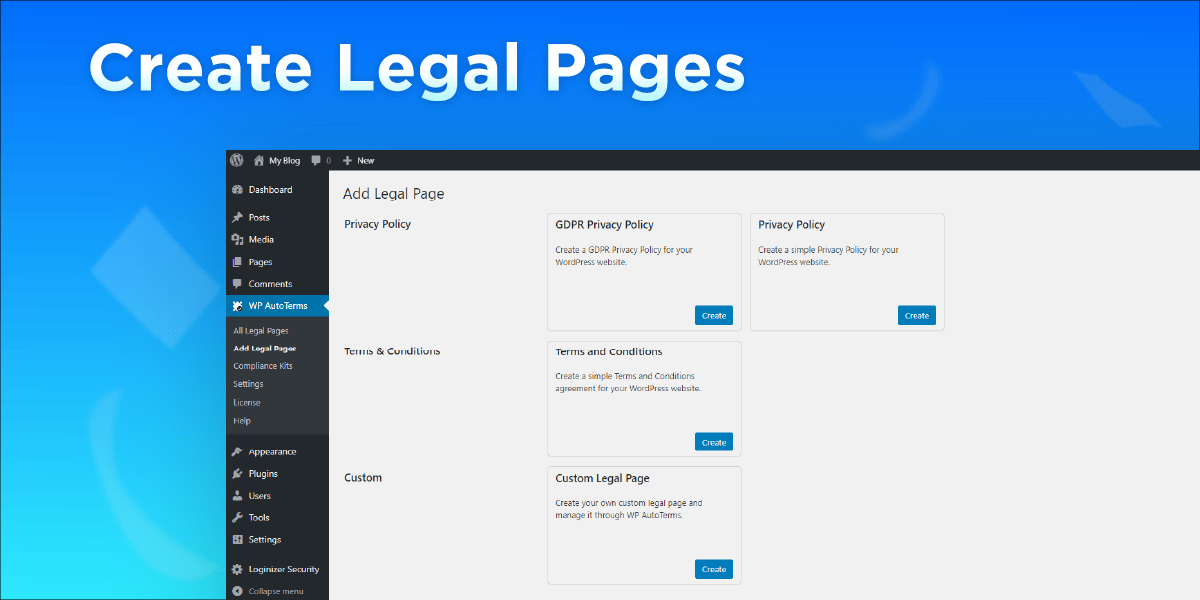 Create Legal Pages
My Blog 0 New
Dashboard
Posts
Media
Pages
Comments
WP AutoTerms
All Legal Pages
Add Legal Pages
Compliance Kits
Settings
License
Help
Appearance
Plugins
Users
Tools
Settings
Loginizer Security
Collapse menu
Add Legal Page
Privacy Policy
GDPR Privacy Policy
Create a GDPR Privacy Policy for your
WordPress website.
Create
Privacy Policy
Create a simple Privacy Policy for your
WordPress website.
Create
Terms & Conditions
Terms and Conditions
Create a simple Terms and Conditions
agreement for your WordPress website.
Create
Custom
Custom Legal Page
Create your own custom legal page and
manage it through WP AutoTerms.
Create